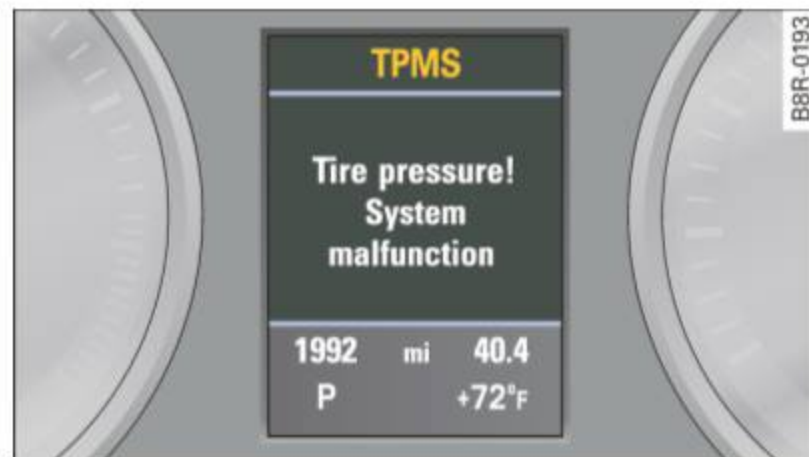 TPMS
Tire pressure!
System
malfunction
1992 mi 40.4
P +72°F
B8R-0193